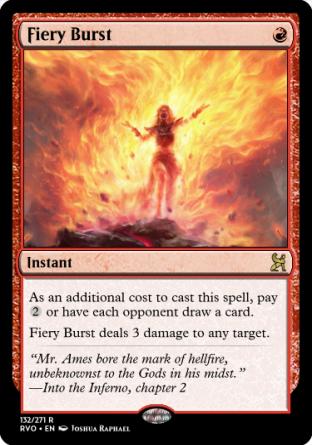 Fiery Burst
Instant
As an additional cost to cast this spell, pay
2 or have each opponent draw a card.
Fiery Burst deals 3 damage to any target.
“Mr. Ames bore the mark of hellfire,
unbeknownst to the Gods in his midst.”
—Into the Inferno, chapter 2
132/271 R
RVO • EN Joshua Raphael